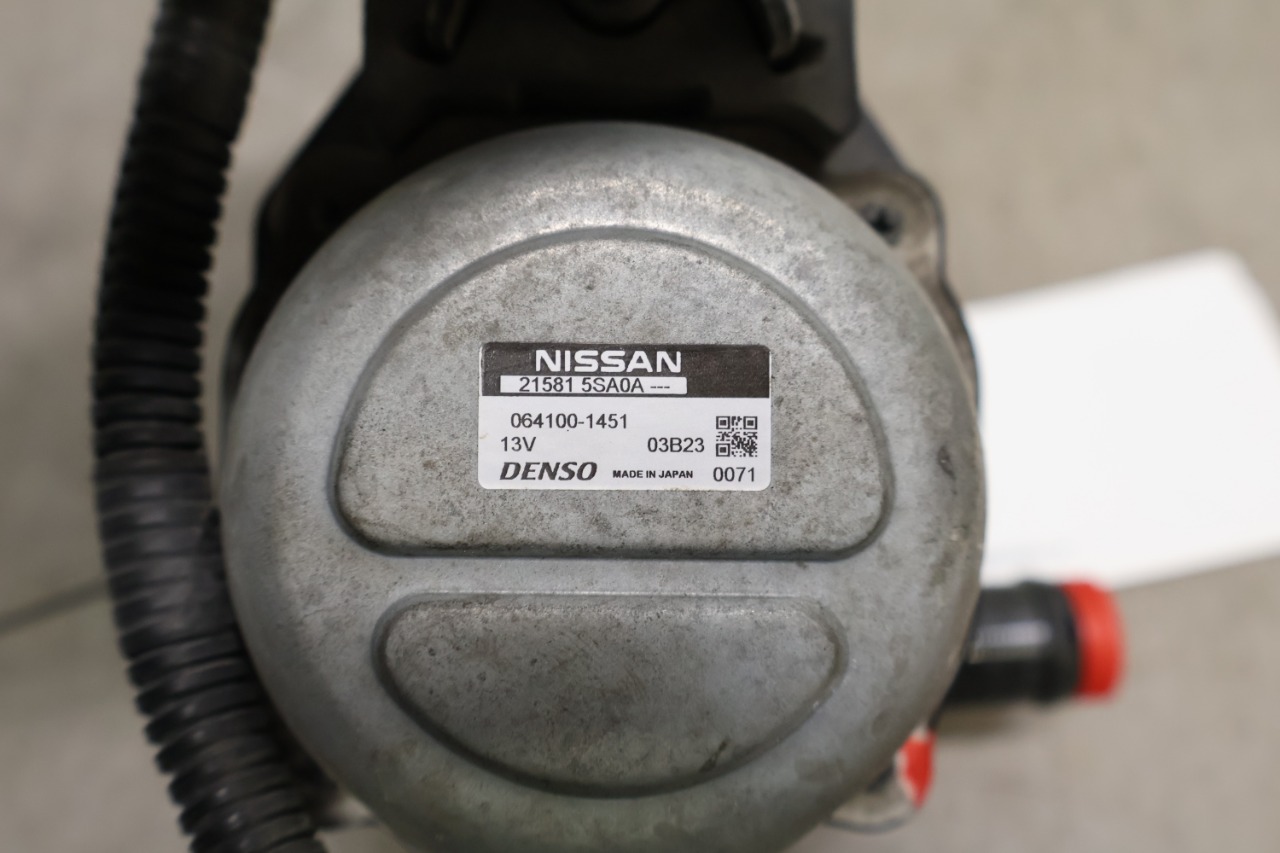 NISSAN
21581 5SA0A ---
064100-1451
13V 03B23
DENSO MADE IN JAPAN 0071